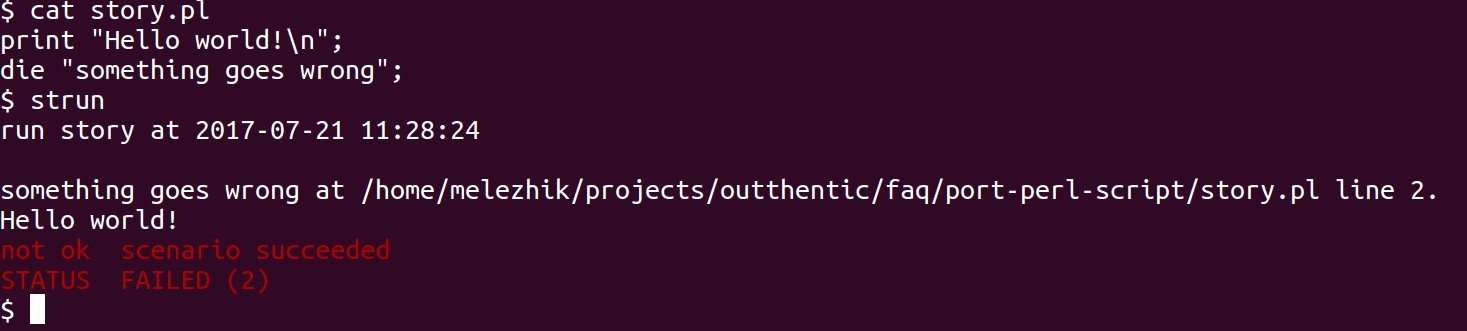 $ cat story.pl
print "Hello world!\n";
die "something goes wrong";
$ strun
run story at 2017-07-21 11:28:24
something goes wrong at /home/melezhik/projects/outthentic/faq/port-perl-script/story.pl line 2.
Hello world!
not ok  scenario succeeded
STATUS  FAILED (2)
$